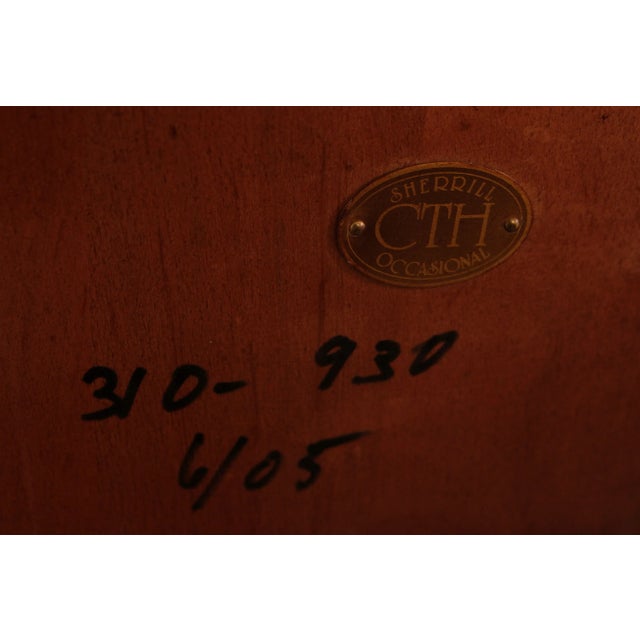 SHERRILL
CTH
OCCASIONAL
310- 930
6/05